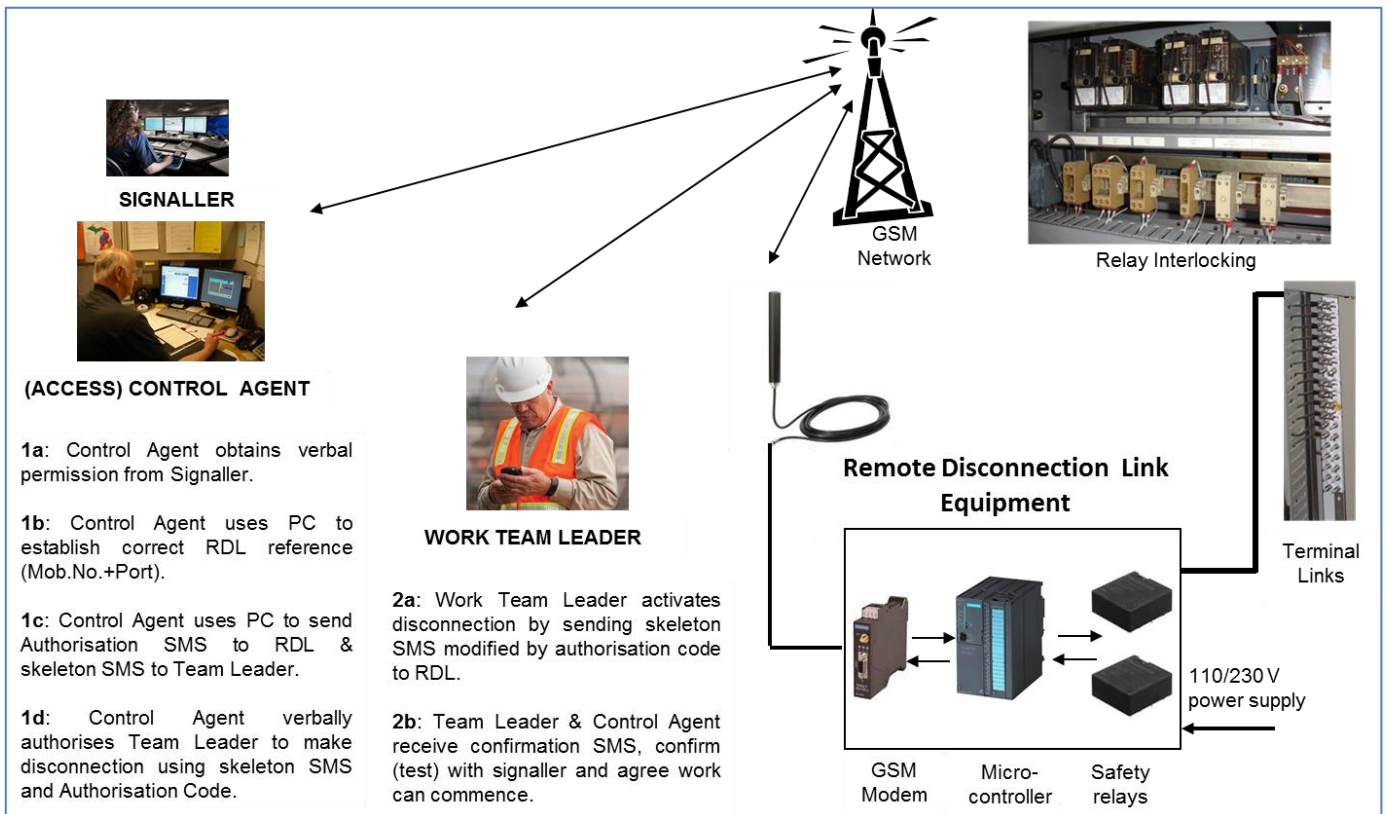 SIGNALLER
(ACCESS) CONTROL AGENT
1a: Control Agent obtains verbal
permission from Signaller.
1b: Control Agent uses PC to
establish correct RDL reference
(Mob.No.+Port).
1c: Control Agent uses PC to send
Authorisation SMS to RDL &
skeleton SMS to Team Leader.
1d: Control Agent verbally
authorises Team Leader to make
disconnection using skeleton SMS
and Authorisation Code.
WORK TEAM LEADER
2a: Work Team Leader activates
disconnection by sending skeleton
SMS modified by authorisation code
to RDL.
2b: Team Leader & Control Agent
receive confirmation SMS, confirm
(test) with signaller and agree work
can commence.
GSM
Network
Relay Interlocking
Remote Disconnection Link
Equipment
Terminal
Links
110/230 V
power supply
GSM
Modem
Micro-
controller
Safety
relays